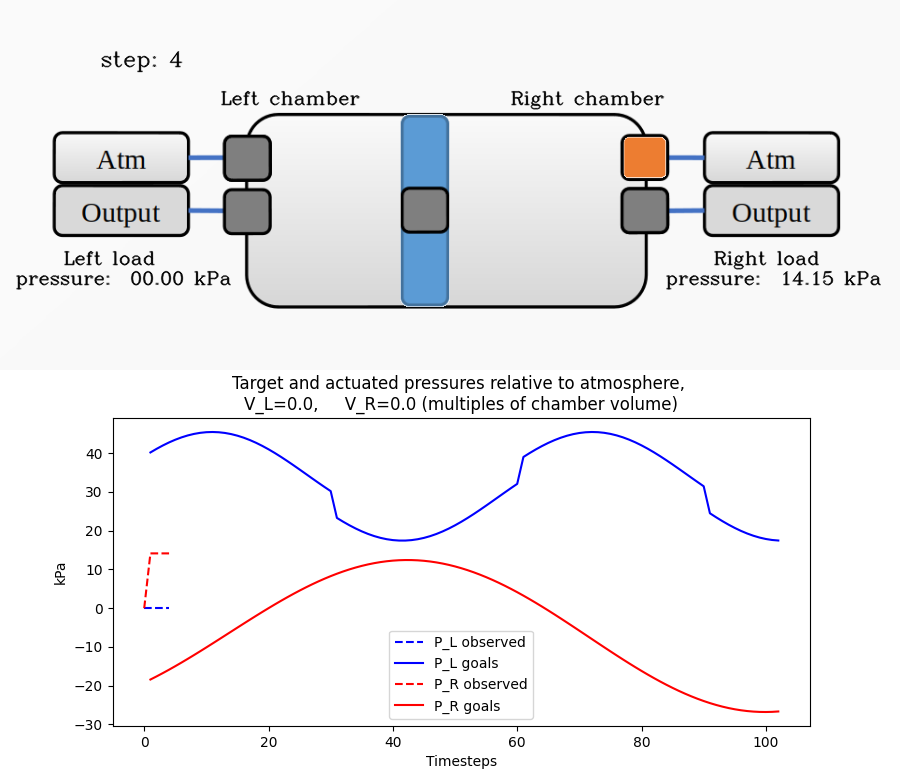 step: 4
Left chamber
Right chamber
Atm
Atm
Output
Output
Left load
pressure: 00.00 kPa
Right load
pressure: 14.15 kPa
Target and actuated pressures relative to atmosphere,
V_L=0.0, V_R=0.0 (multiples of chamber volume)
40
30
20
10
0
−10
−20
−30
kPa
P_L observed
P_L goals
P_R observed
P_R goals
0 20 40 60 80 100
Timesteps